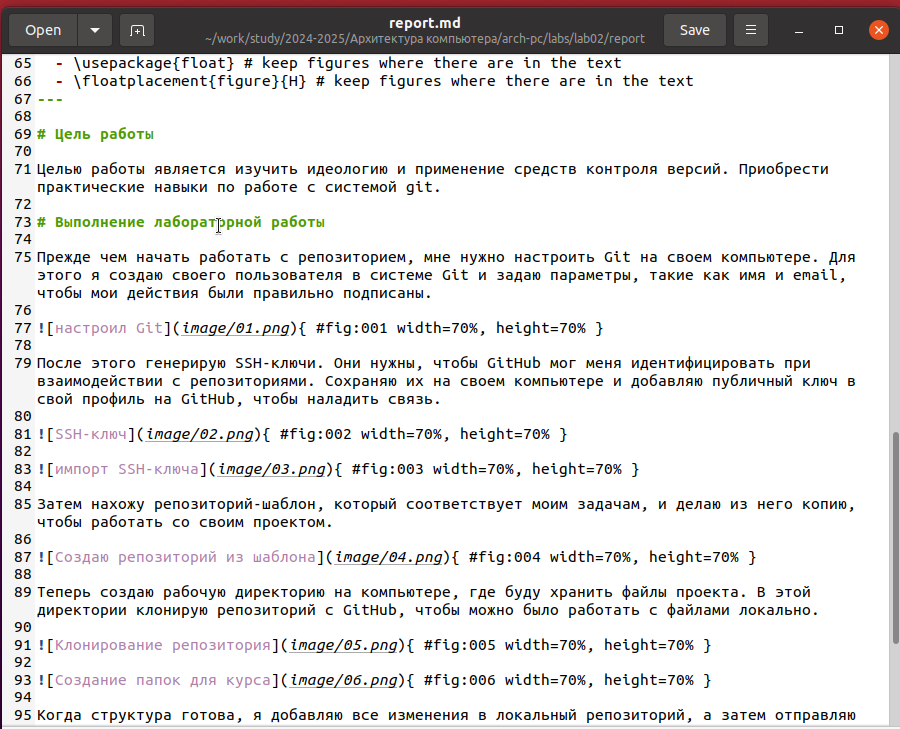 Open
report.md
~/work/study/2024-2025/Архитектура компьютера/arch-pc/labs/lab02/report
Save
65 - \usepackage{float} # keep figures where there are in the text
66 - \floatplacement{figure}{H} # keep figures where there are in the text
67 ---
68
69 # Цель работы
70
71 Целью работы является изучить идеологию и применение средств контроля версий. Приобрести
практические навыки по работе с системой git.
72
73 # Выполнение лабораторной работы
74
75 Прежде чем начать работать с репозиторием, мне нужно настроить Git на своем компьютере. Для
этого я создаю своего пользователя в системе Git и задаю параметры, такие как имя и email,
чтобы мои действия были правильно подписаны.
76
77 ![настроил Git](image/01.png){ #fig:001 width=70%, height=70% }
78
79 После этого генерирую SSH-ключи. Они нужны, чтобы GitHub мог меня идентифицировать при
взаимодействии с репозиториями. Сохраняю их на своем компьютере и добавляю публичный ключ в
свой профиль на GitHub, чтобы наладить связь.
80
81 ![SSH-ключ](image/02.png){ #fig:002 width=70%, height=70% }
82
83 ![импорт SSH-ключа](image/03.png){ #fig:003 width=70%, height=70% }
84
85 Затем нахожу репозиторий-шаблон, который соответствует моим задачам, и делаю из него копию,
чтобы работать со своим проектом.
86
87 ![Создаю репозиторий из шаблона](image/04.png){ #fig:004 width=70%, height=70% }
88
89 Теперь создаю рабочую директорию на компьютере, где буду хранить файлы проекта. В этой
директории клонирую репозиторий с GitHub, чтобы можно было работать с файлами локально.
90
91 ![Клонирование репозитория](image/05.png){ #fig:005 width=70%, height=70% }
92
93 ![Создание папок для курса](image/06.png){ #fig:006 width=70%, height=70% }
94
95 Когда структура готова, я добавляю все изменения в локальный репозиторий, а затем отправляю